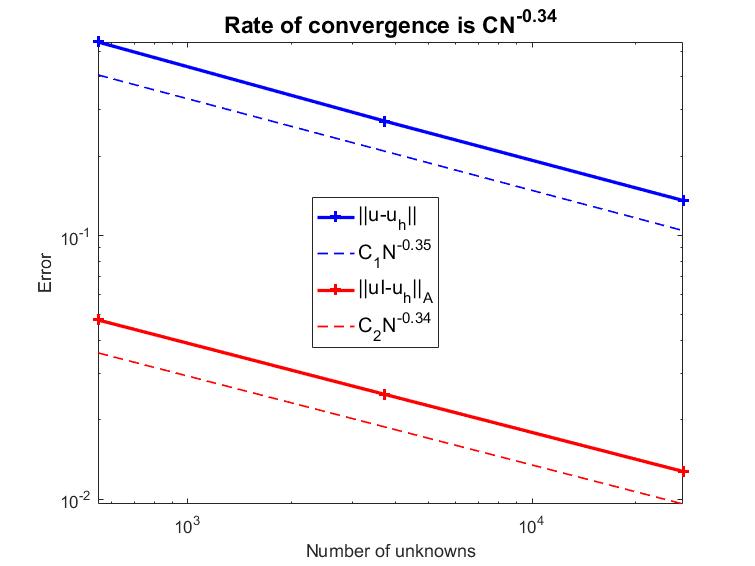 Rate of convergence is CN^-0.34
10^-1
10^-2
Error
||u-u_h||
C_1N^-0.35
||uI-u_h||_A
C_2N^-0.34
10^3
10^4
Number of unknowns